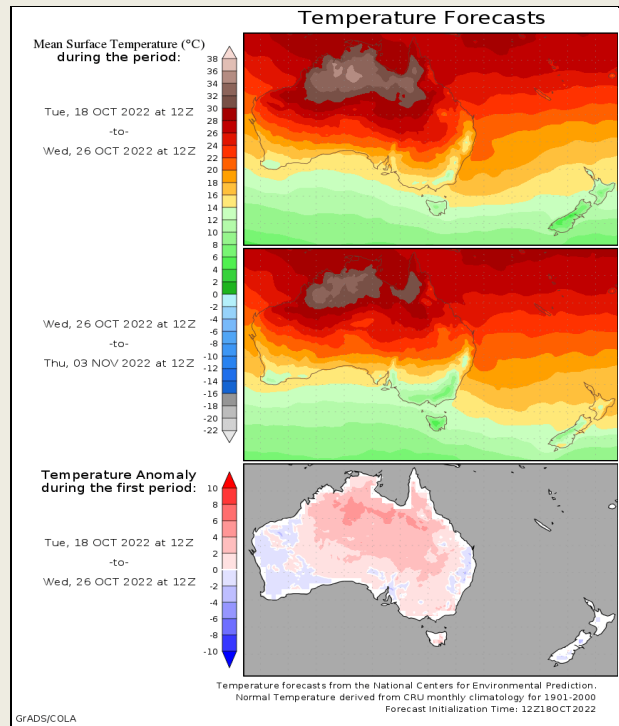 Temperature Forecasts
Mean Surface Temperature (°C)
during the period:
Tue, 18 OCT 2022 at 12Z
-to-
Wed, 26 OCT 2022 at 12Z
38
36
34
32
30
28
26
24
22
20
18
16
14
12
10
8
6
4
2
0
-2
-4
-6
-8
-10
-12
-14
-16
-18
-20
-22
Wed, 26 OCT 2022 at 12Z
-to-
Thu, 03 NOV 2022 at 12Z
Temperature Anomaly
during the first period:
Tue, 18 OCT 2022 at 12Z
-to-
Wed, 26 OCT 2022 at 12Z
10
8
6
4
2
0
-2
-4
-6
-8
-10
Temperature forecasts from the National Centers for Environmental Prediction.
Normal Temperature derived from CRU monthly climatology for 1901-2000
Forecast Initialization Time: 12Z18OCT2022
GrADS/COLA